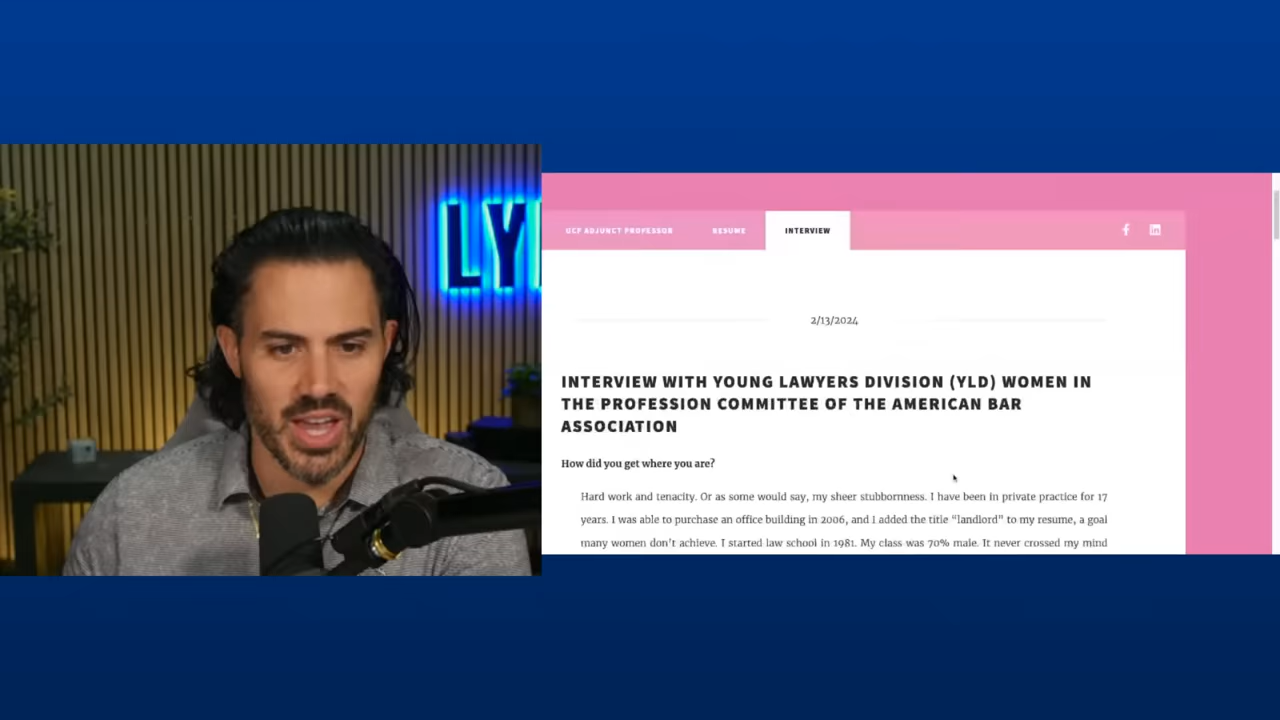 LY
UCF ADJUNCT PROFESSOR
RESUME
INTERVIEW
2/13/2024
INTERVIEW WITH YOUNG LAWYERS DIVISION (YLD) WOMEN IN
THE PROFESSION COMMITTEE OF THE AMERICAN BAR
ASSOCIATION
How did you get where you are?
Hard work and tenacity. Or as some would say, my sheer stubbornness. I have been in private practice for 17
years. I was able to purchase an office building in 2006, and I added the title “landlord” to my resume, a goal
many women don’t achieve. I started law school in 1981. My class was 70% male. It never crossed my mind